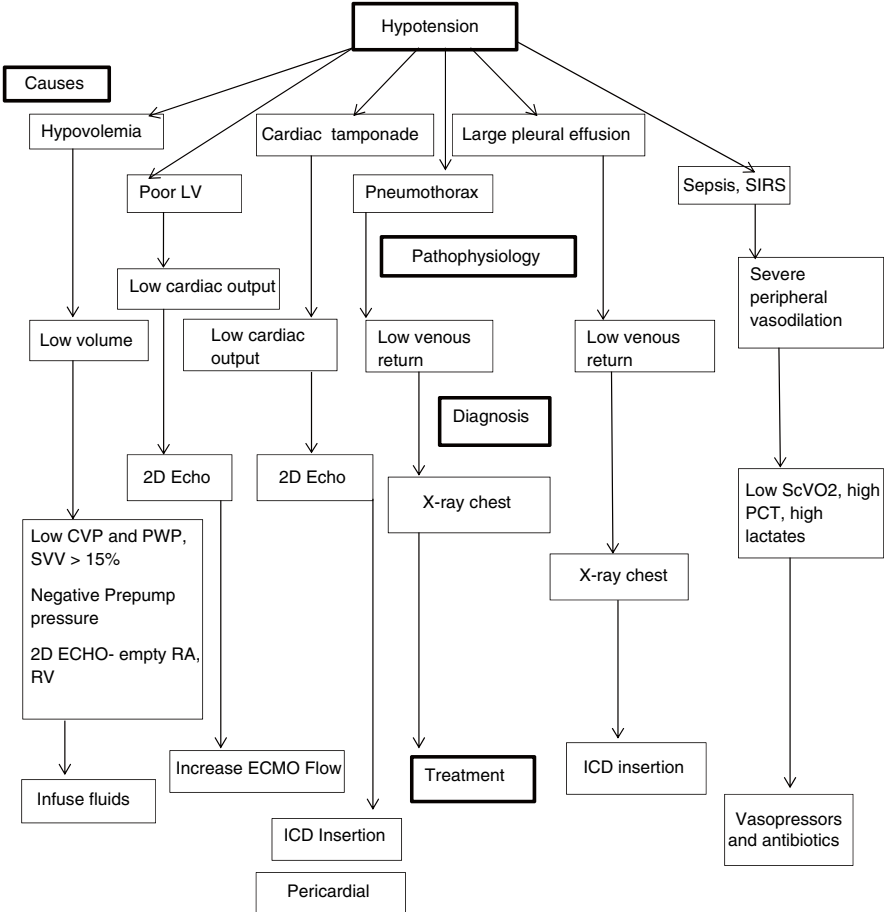 Hypotension
Causes
Hypovolemia
Cardiac tamponade
Large pleural effusion
Poor LV
Pneumothorax
Sepsis, SIRS
Pathophysiology
Low cardiac output
Severe
peripheral
vasodilation
Low volume
Low cardiac
output
Low venous
return
Low venous
return
Diagnosis
2D Echo
2D Echo
X-ray chest
Low ScVO2, high
PCT, high
lactates
Low CVP and PWP,
SVV > 15%
Negative Prepump
pressure
2D ECHO- empty RA,
RV
X-ray chest
Increase ECMO Flow
Treatment
ICD insertion
Infuse fluids
Vasopressors
and antibiotics
ICD Insertion
Pericardial